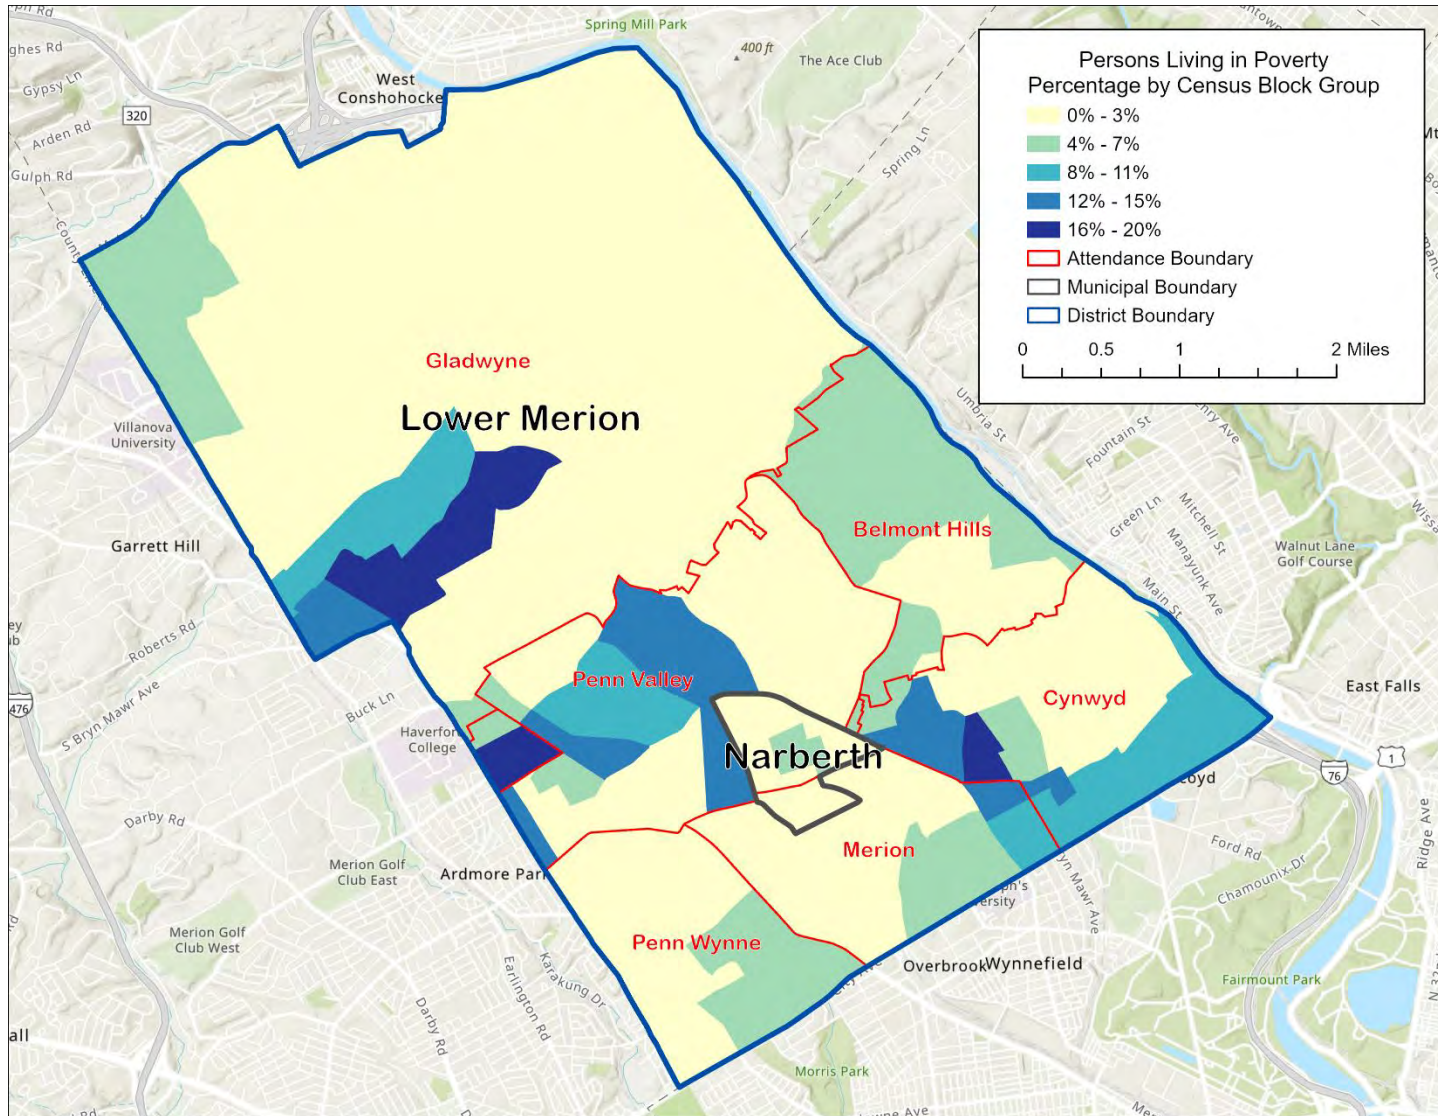 Spring Mill Park
400 ft
The Ace Club
West
Conshohocke
320
Gypsy Ln
Arden Rd
Gulph Rd
Spring Ln
Persons Living in Poverty
Percentage by Census Block Group
0% - 3%
4% - 7%
8% - 11%
12% - 15%
16% - 20%
Attendance Boundary
Municipal Boundary
District Boundary
0
0.5
1
2 Miles
Gladwyne
Lower Merion
Villanova
University
Umbria St
Fountain St
Green Ln
Mitchell St
Manayunk Ave
Main St
Walnut Lane
Golf Course
Garrett Hill
Belmont Hills
Roberts Rd
S Bryn Mawr Ave
476
Buck Ln
Haverford
College
Penn Valley
Cynwyd
East Falls
Narberth
1
76
Darby Rd
Merion Golf
Club East
Ardmore Park
Merion
Ford Rd
Chamounix Dr
Ridge Ave
Merion Golf
Club West
Penn Wynne
Overbrook
Wynnefield
Fairmount Park
Earlington Rd
Karakung Dr
Darby Rd
all
Morris Park